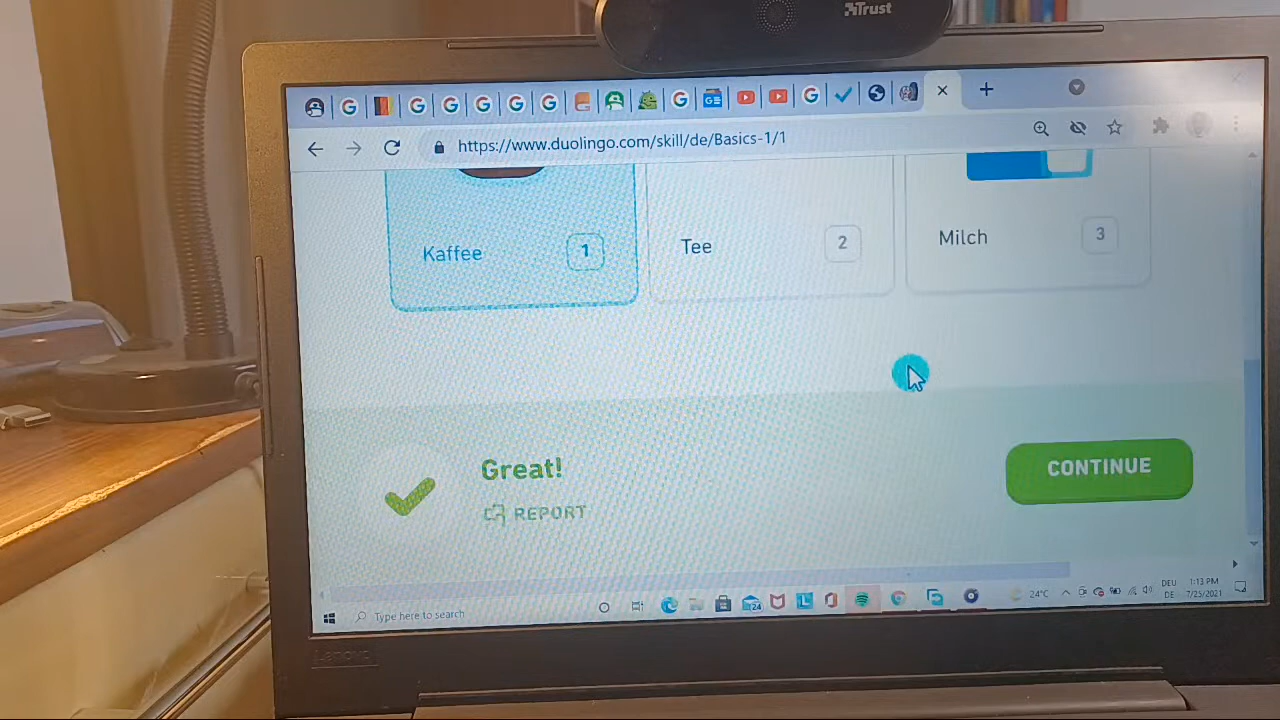 Trust
https://www.duolingo.com/skill/de/Basics-1/1
Kaffee 1
Tee 2
Milch 3
Great!
REPORT
CONTINUE
Type here to search
24
24°C
DEU
DE
1:13 PM
7/25/2021
Lenovo